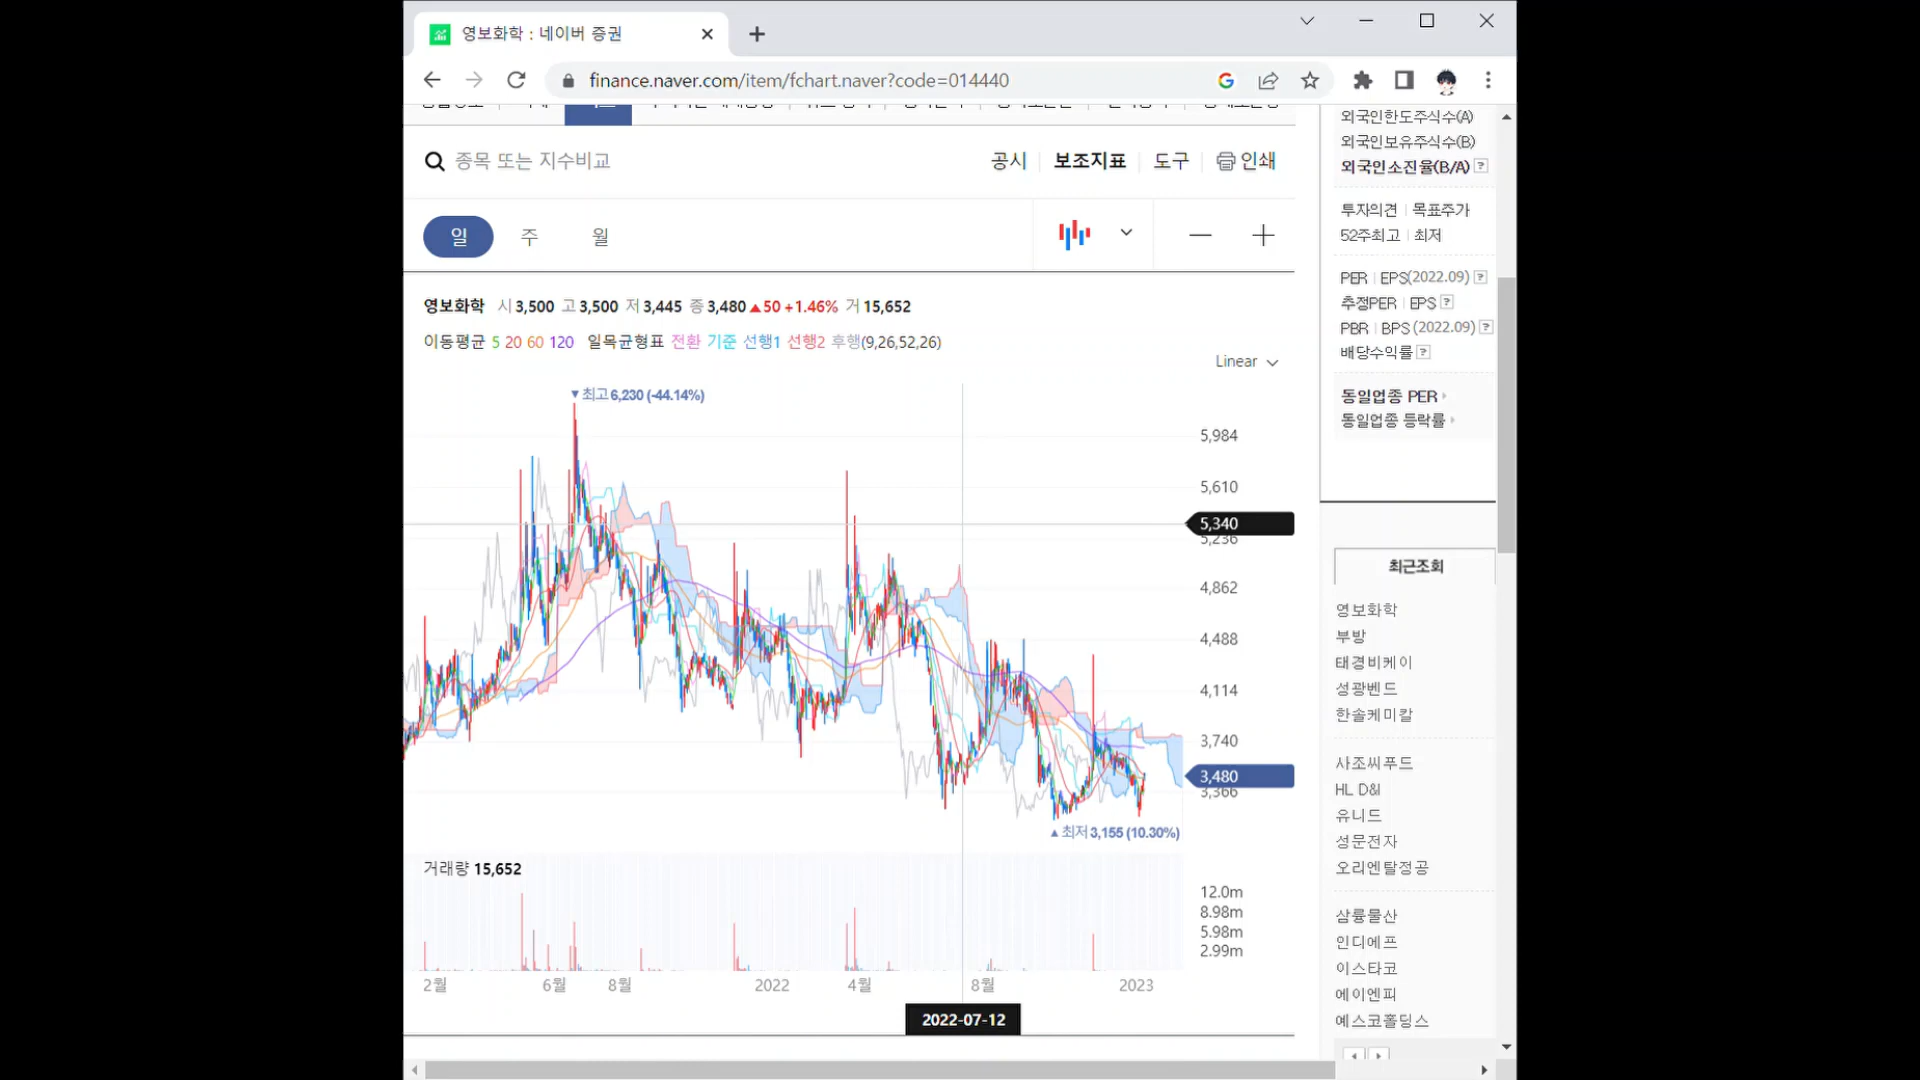 영보화학 : 네이버 증권
finance.naver.com/item/fchart.naver?code=014440
종목 또는 지수비교
공시 보조지표 도구 인쇄
일 주 월
영보화학 시 3,500 고 3,500 저 3,445 종 3,480 ▲50 +1.46% 거 15,652
이동평균 5 20 60 120 일목균형표 전환 기준 선행1 선행2 후행(9,26,52,26)
Linear
▼최고 6,230 (-44.14%)
5,984
5,610
5,340
5,236
4,862
4,488
4,114
3,740
3,480
3,366
▲최저 3,155 (10.30%)
거래량 15,652
12.0m
8.98m
5.98m
2.99m
2월 6월 8월 2022 4월 8월 2023
2022-07-12
외국인한도주식수(A)
외국인보유주식수(B)
외국인소진율(B/A) ?
투자의견 | 목표주가
52주최고 | 최저
PER | EPS(2022.09) ?
추정PER | EPS ?
PBR | BPS (2022.09) ?
배당수익률 ?
동일업종 PER
동일업종 등락률
최근조회
영보화학
부방
태경비케이
성광벤드
한솔케미칼
사조씨푸드
HL D&I
유니드
성문전자
오리엔탈정공
삼륭물산
인디에프
이스타코
에이엔피
예스코홀딩스